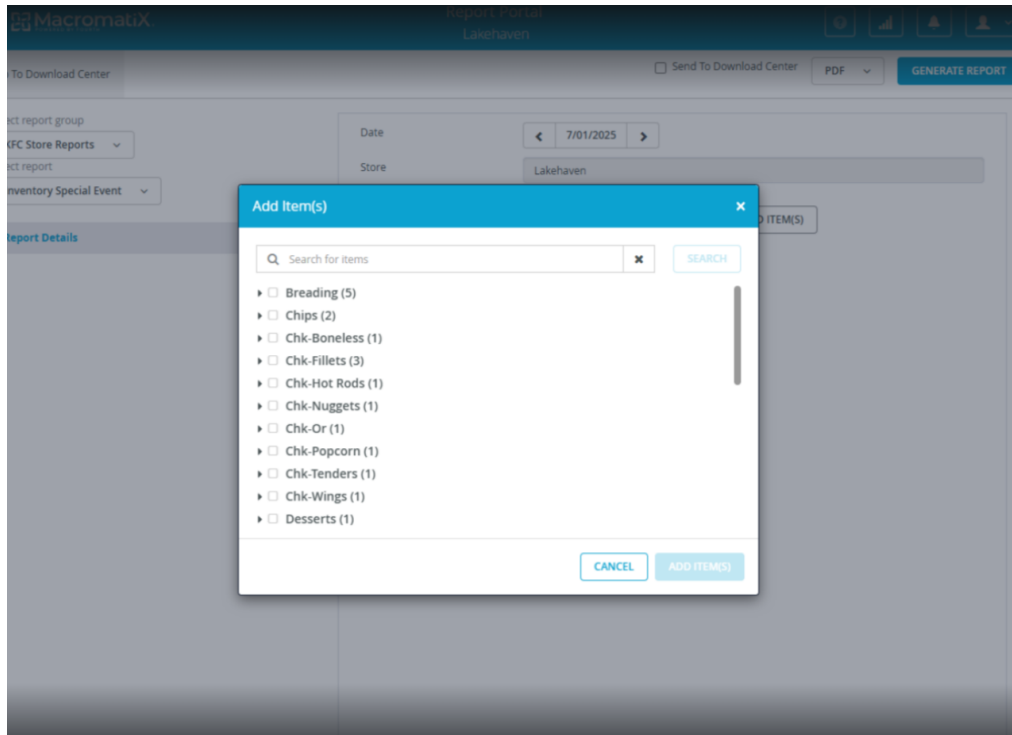 MacromatiX
Report Portal
Lakehaven
To Download Center
Send To Download Center
PDF
GENERATE REPORT
ect report group
KFC Store Reports
ect report
nventory Special Event
Report Details
Date
7/01/2025
Store
Lakehaven
D ITEM(S)
Add Item(s)
Search for items
SEARCH
Breading (5)
Chips (2)
Chk-Boneless (1)
Chk-Fillets (3)
Chk-Hot Rods (1)
Chk-Nuggets (1)
Chk-Or (1)
Chk-Popcorn (1)
Chk-Tenders (1)
Chk-Wings (1)
Desserts (1)
CANCEL
ADD ITEM(S)